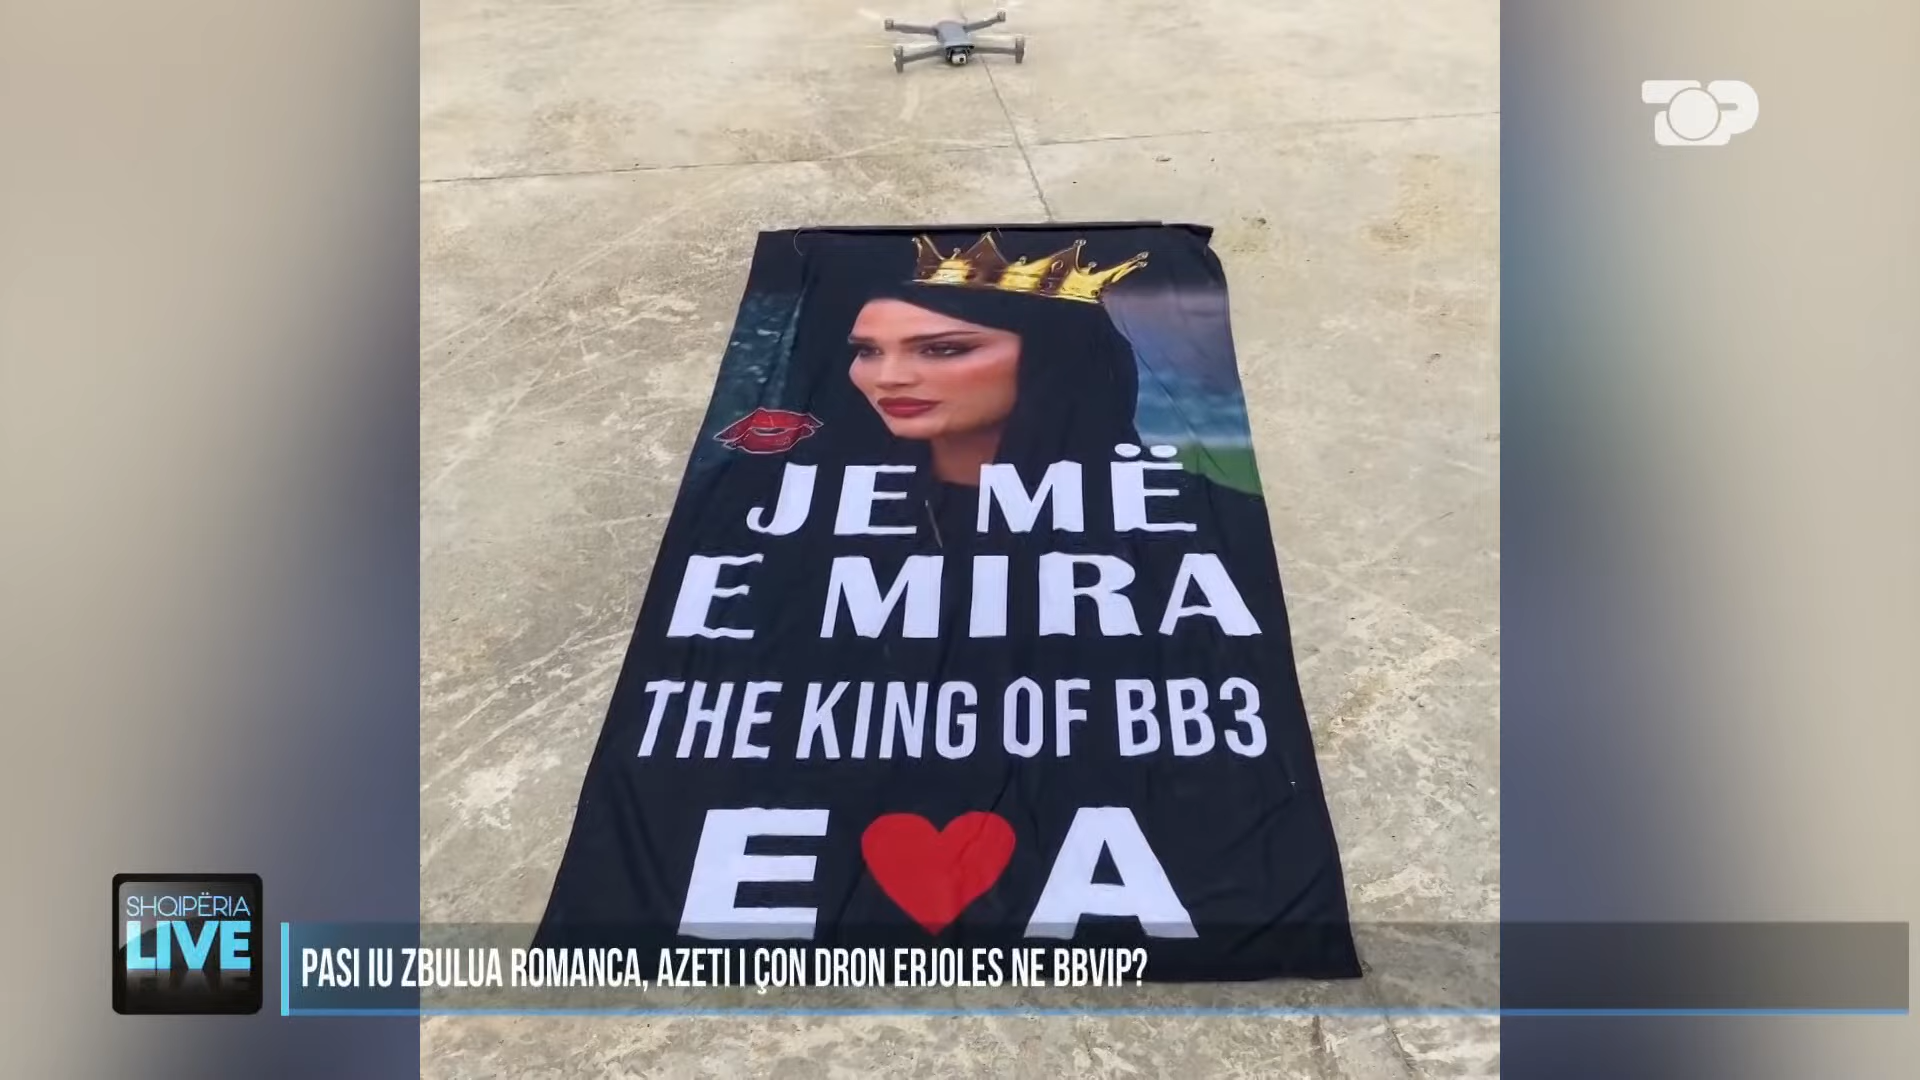 TOP
JE MË
E MIRA
THE KING OF BB3
E A
SHQIPËRIA
LIVE
PASI IU ZBULUA ROMANCA, AZETI I ÇON DRON ERJOLES NE BBVIP?